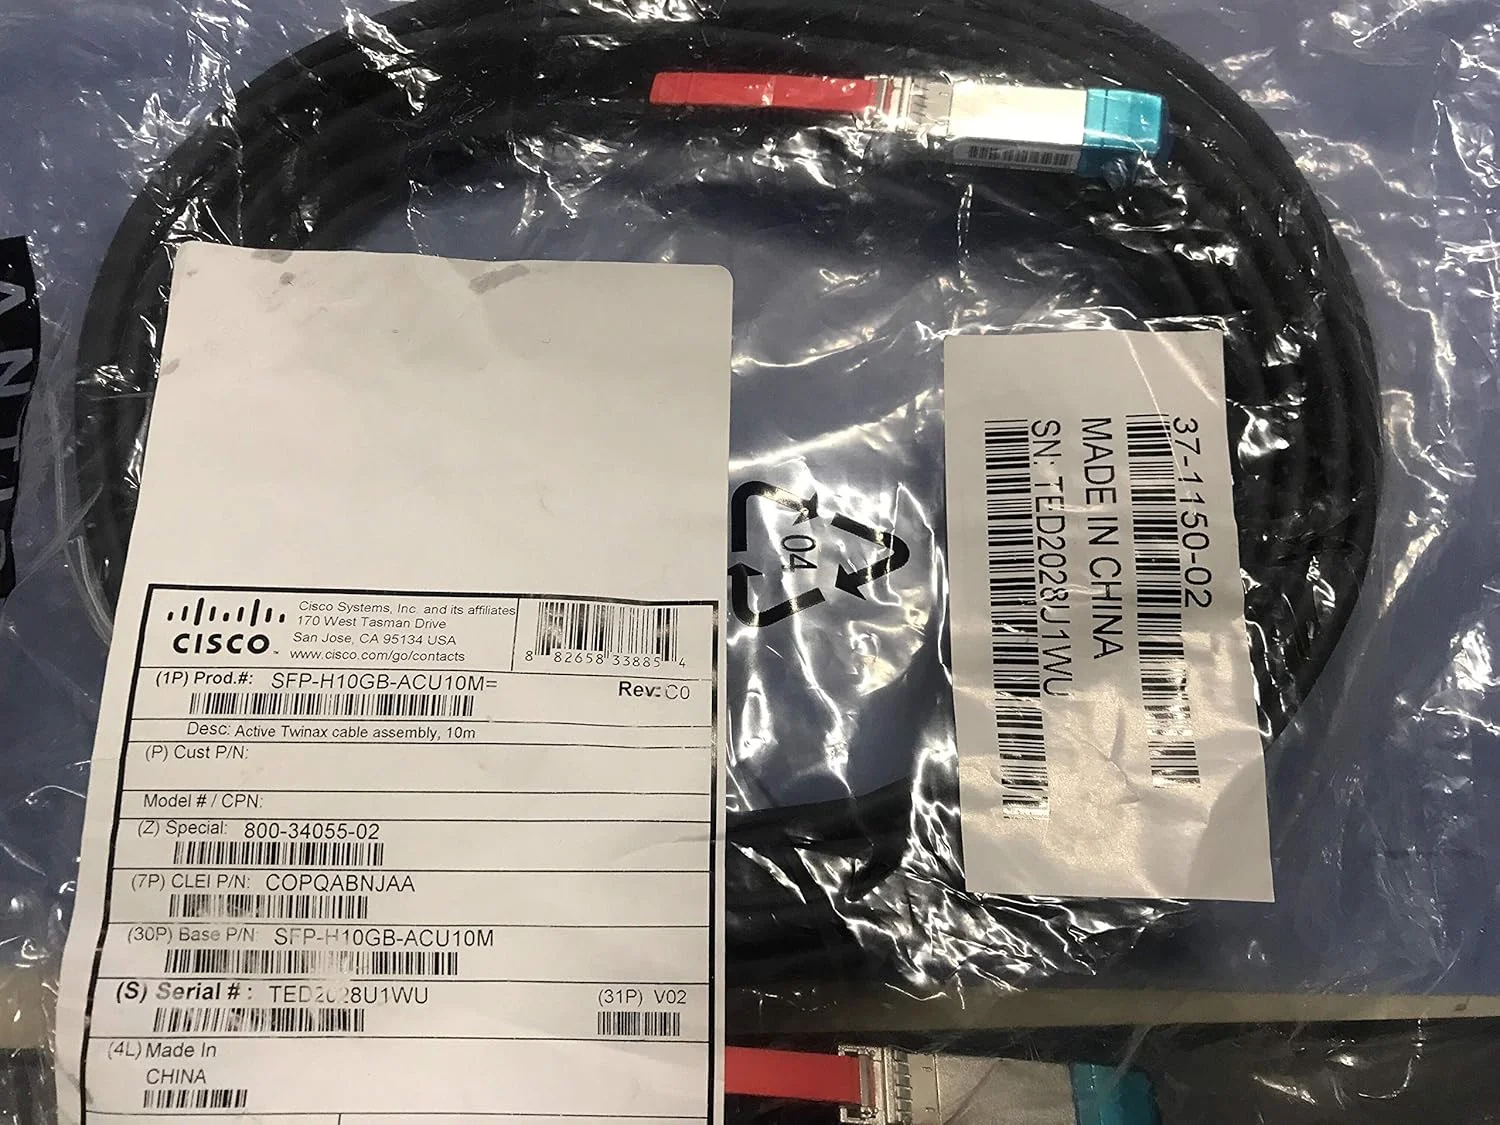 CISCO
Cisco Systems, Inc. and its affiliates
170 West Tasman Drive
San Jose, CA 95134 USA
www.cisco.com/go/contacts
8 82658 33885 4
(1P) Prod.#: SFP-H10GB-ACU10M=
Rev: C0
Desc: Active Twinax cable assembly, 10m
(P) Cust P/N:
Model # / CPN:
(Z) Special: 800-34055-02
(7P) CLEI P/N: COPQABNJAA
(30P) Base P/N: SFP-H10GB-ACU10M
(S) Serial #: TED2028U1WU
(31P) V02
(4L) Made In
CHINA
04
37-1150-02
MADE IN CHINA
SN: TED2028U1WU